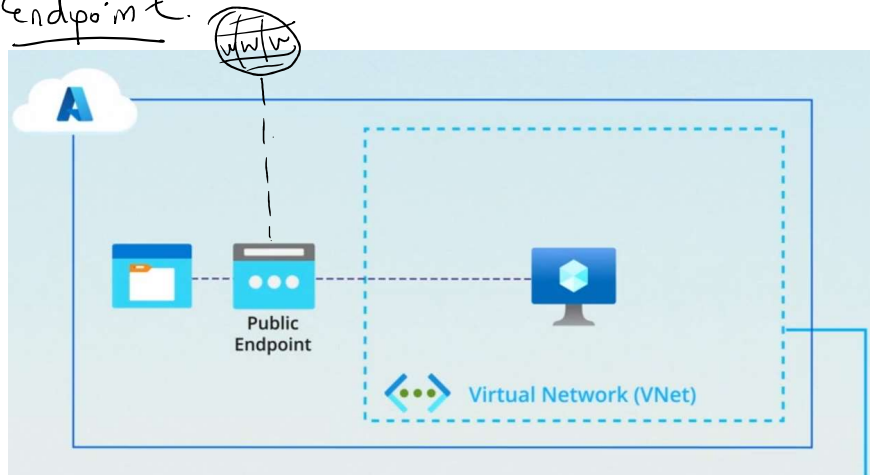 endpoint.
www
Public
Endpoint
Virtual Network (VNet)